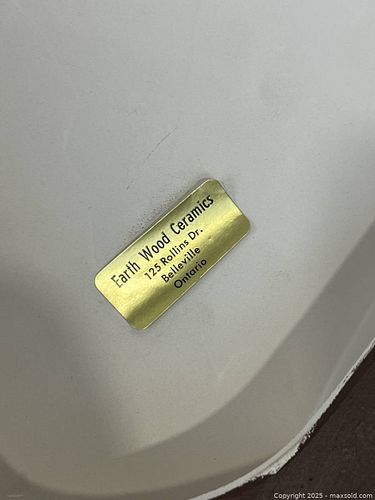 Earth Wood Ceramics
125 Rollins Dr.
Belleville
Ontario
Copyright 2025 - maxsold.com